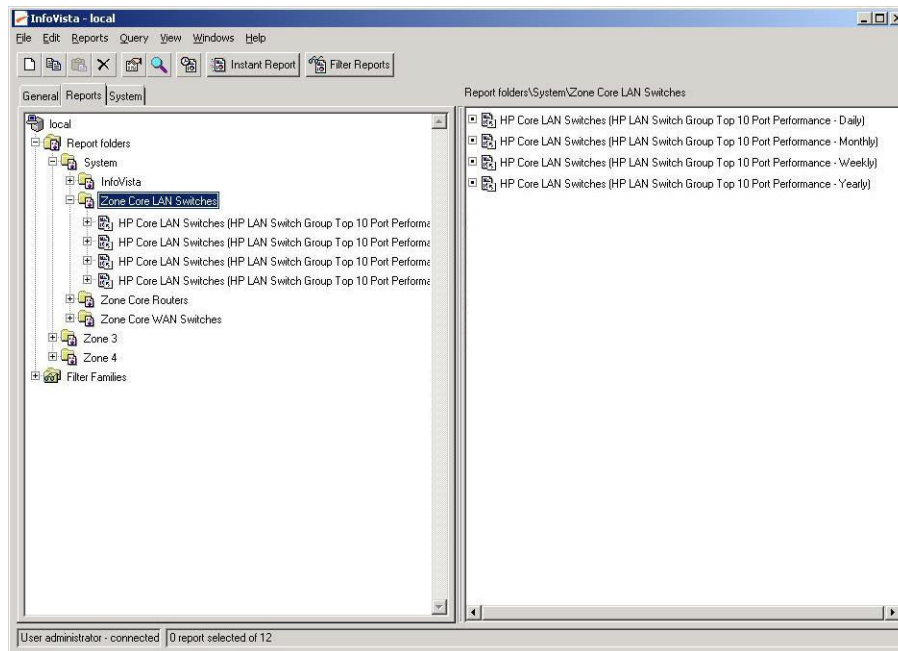 InfoVista - local
File Edit Reports Query View Windows Help
Instant Report Filter Reports
General Reports System
Report folders\System\Zone Core LAN Switches
local
Report folders
System
InfoVista
Zone Core LAN Switches
HP Core LAN Switches (HP LAN Switch Group Top 10 Port Performa
HP Core LAN Switches (HP LAN Switch Group Top 10 Port Performa
HP Core LAN Switches (HP LAN Switch Group Top 10 Port Performa
HP Core LAN Switches (HP LAN Switch Group Top 10 Port Performa
Zone Core Routers
Zone Core WAN Switches
Zone 3
Zone 4
Filter Families
HP Core LAN Switches (HP LAN Switch Group Top 10 Port Performance - Daily)
HP Core LAN Switches (HP LAN Switch Group Top 10 Port Performance - Monthly)
HP Core LAN Switches (HP LAN Switch Group Top 10 Port Performance - Weekly)
HP Core LAN Switches (HP LAN Switch Group Top 10 Port Performance - Yearly)
User administrator - connected 0 report selected of 12